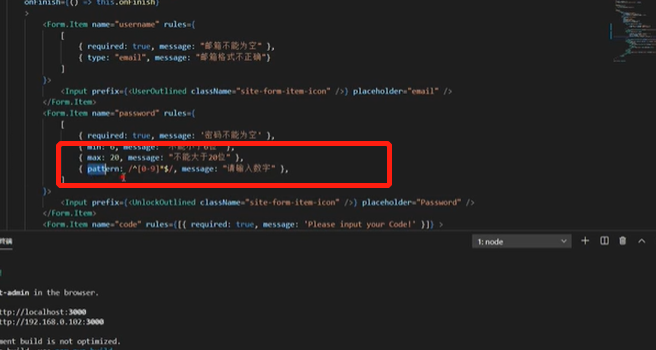 onFinish={() => this.onFinish}
>
<Form.Item name="username" rules={
[
{ required: true, message: "邮箱不能为空" },
{ type: "email", message: "邮箱格式不正确"}
]
}>
<Input prefix={<UserOutlined className="site-form-item-icon" />} placeholder="email" />
</Form.Item>
<Form.Item name="password" rules={
[
{ required: true, message: '密码不能为空' },
{ min: 6, message: "不能小于6位" },
{ max: 20, message: "不能大于20位" },
{ pattern: /^[0-9]*$/, message: "请输入数字" },
]
}>
<Input prefix={<UnlockOutlined className="site-form-item-icon" />} placeholder="Password" />
</Form.Item>
<Form.Item name="code" rules={[{ required: true, message: 'Please input your Code!' }]} >
终端
1: node
t-admin in the browser.
ttp://localhost:3000
ttp://192.168.0.102:3000
ment build is not optimized.